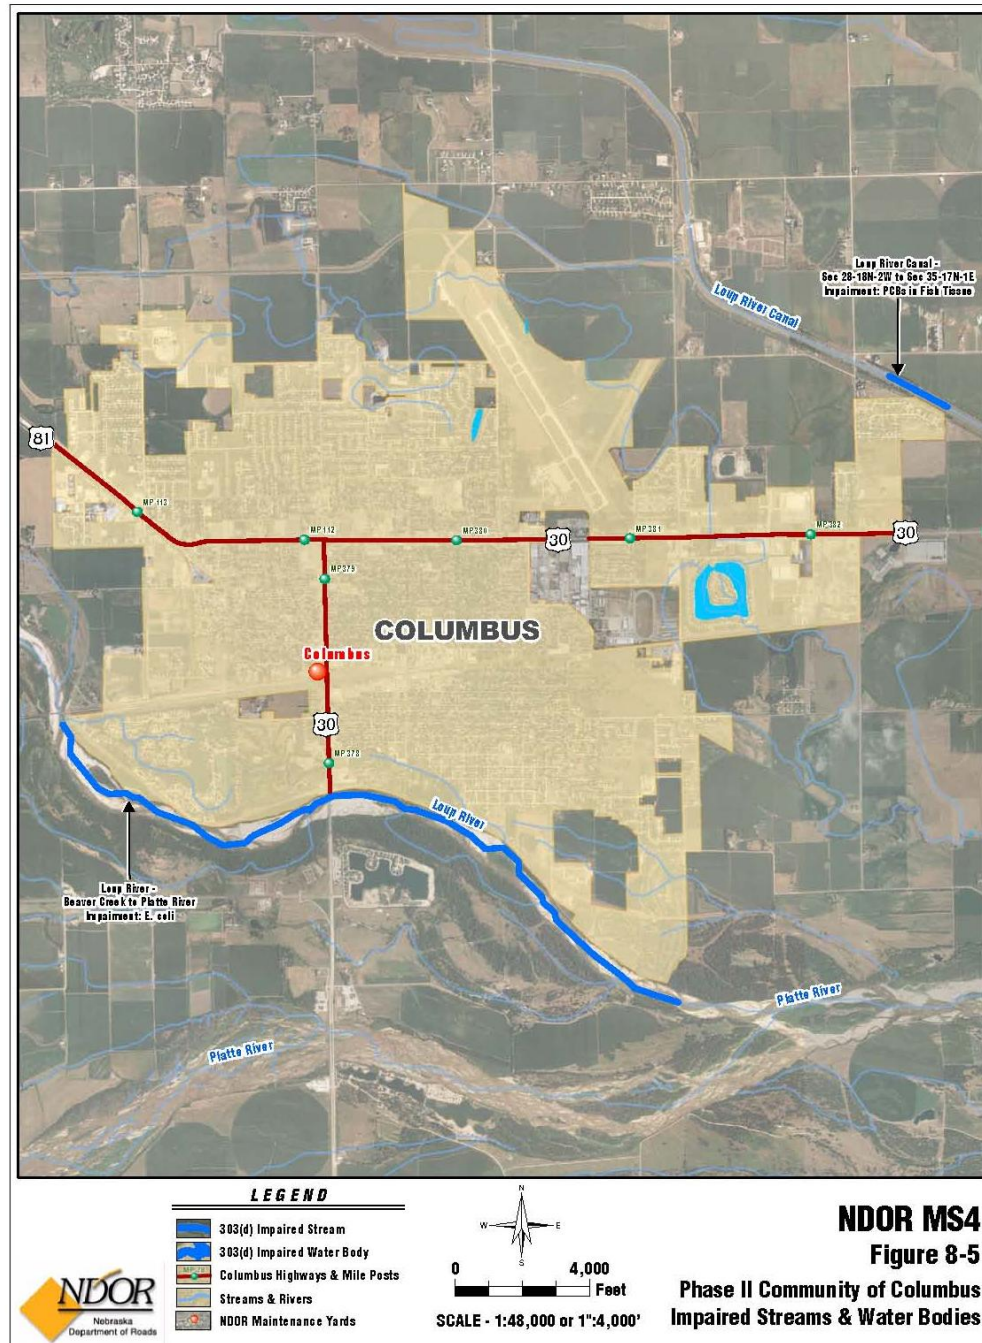 Loup River Canal -
Sec 28-18N-2W to Sec 35-17N-1E
Impairment: PCBs in Fish Tissue
Loup River Canal
81
MP 113
MP 112
MP 380
30
MP 381
MP 382
30
MP 379
COLUMBUS
Columbus
30
MP 378
Loup River
Loup River -
Beaver Creek to Platte River
Impairment: E. coli
Platte River
Platte River
LEGEND
303(d) Impaired Stream
303(d) Impaired Water Body
Columbus Highways & Mile Posts
Streams & Rivers
NDOR Maintenance Yards
N
W
E
S
0 4,000
Feet
SCALE - 1:48,000 or 1":4,000'
NDOR
Nebraska
Department of Roads
NDOR MS4
Figure 8-5
Phase II Community of Columbus
Impaired Streams & Water Bodies